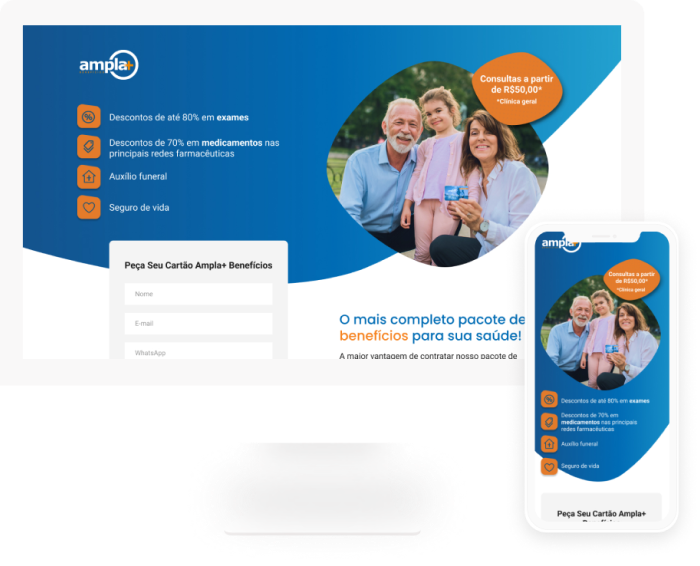 ampla+
Consultas a partir
de R$50,00*
*Clínica geral
Descontos de até 80% em exames
Descontos de 70% em medicamentos nas
principais redes farmacêuticas
Auxílio funeral
Seguro de vida
Peça Seu Cartão Ampla+ Benefícios
Nome
E-mail
WhatsApp
O mais completo pacote de
benefícios para sua saúde!
A maior vantagem de contratar nosso pacote de
ampla+
Consultas a partir
de R$50,00*
*Clínica geral
Descontos de até 80% em exames
Descontos de 70% em
medicamentos nas principais
redes farmacêuticas
Auxílio funeral
Seguro de vida
Peça Seu Cartão Ampla+
Benefícios